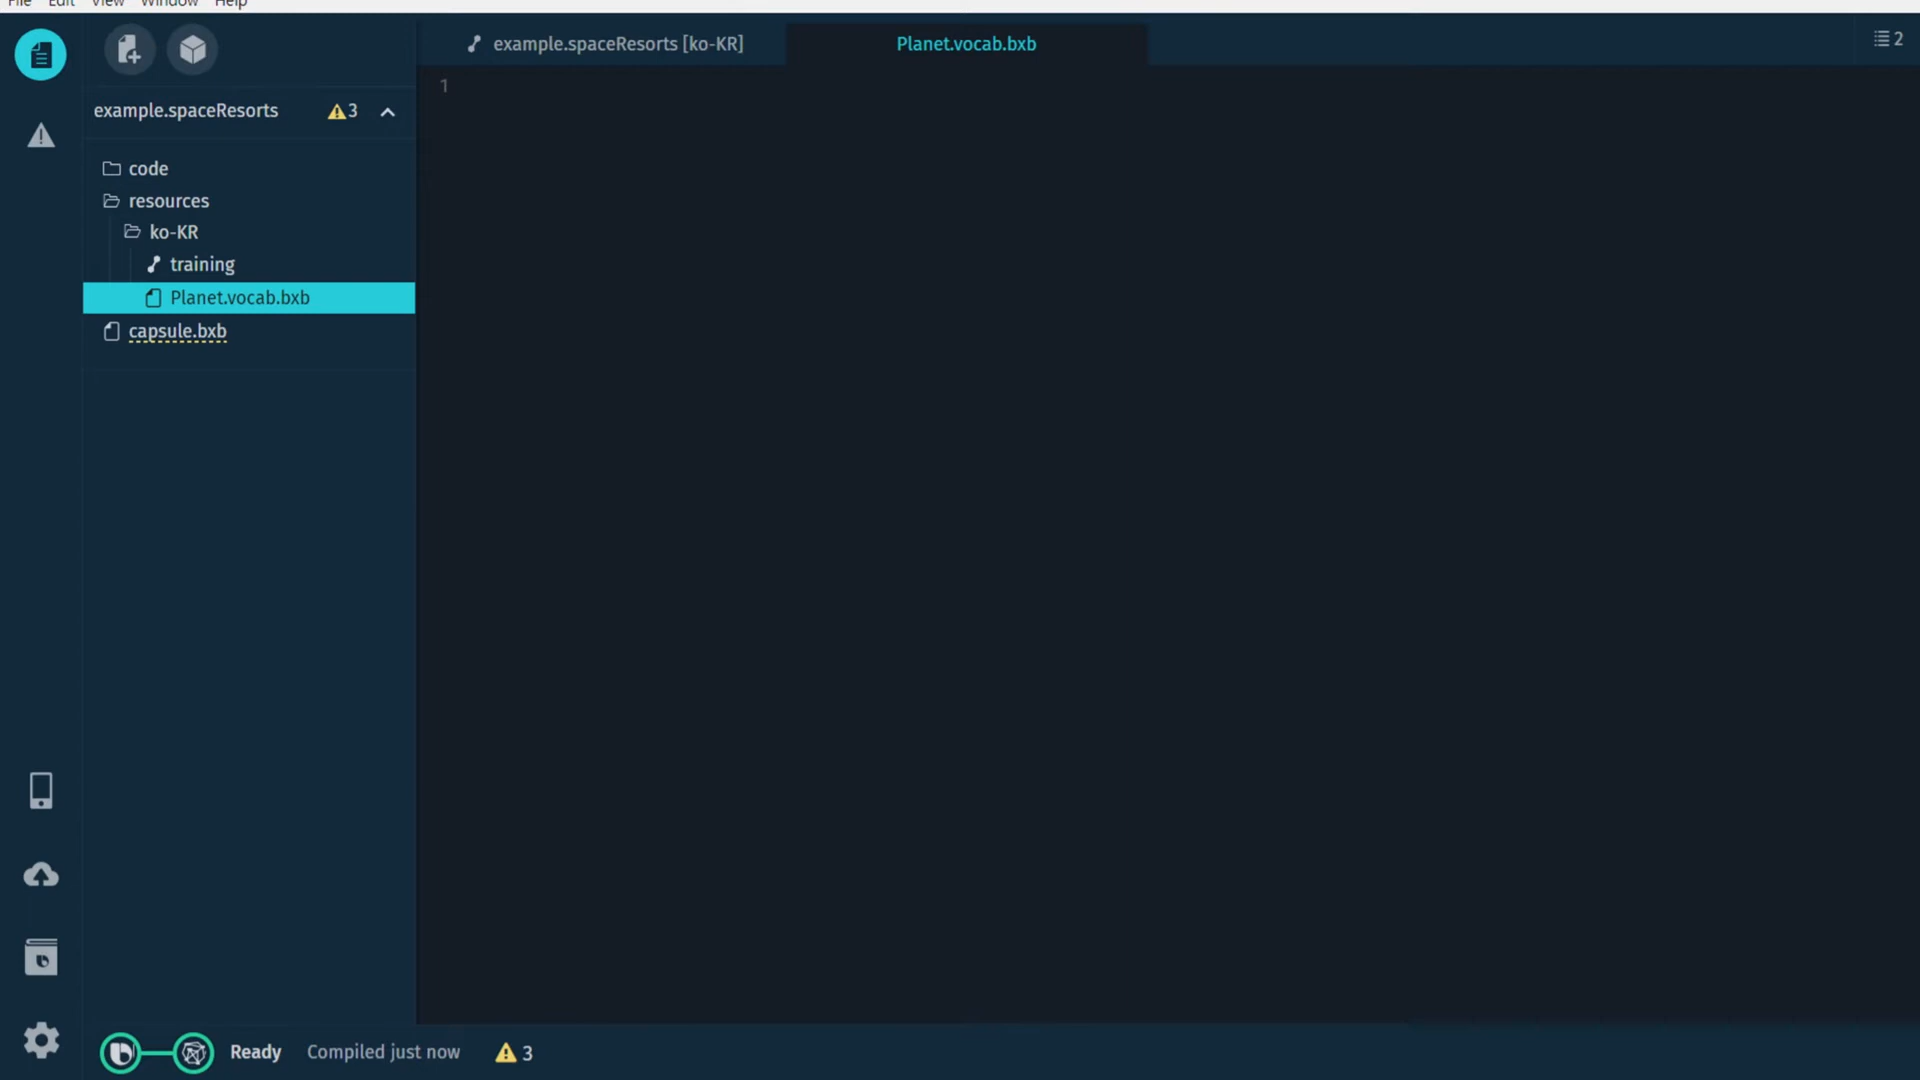 File Edit View Window Help
example.spaceResorts [ko-KR]
Planet.vocab.bxb
2
example.spaceResorts 3
1
code
resources
ko-KR
training
Planet.vocab.bxb
capsule.bxb
Ready Compiled just now 3